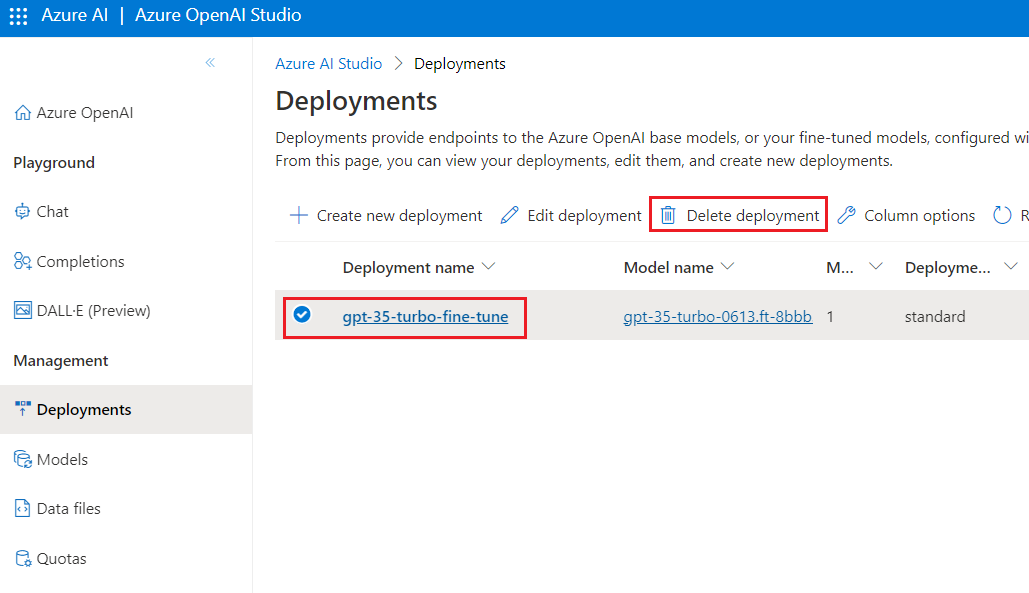 Azure AI | Azure OpenAI Studio
Azure AI Studio > Deployments
Azure OpenAI
Playground
Chat
Completions
DALL·E (Preview)
Management
Deployments
Models
Data files
Quotas
Deployments
Deployments provide endpoints to the Azure OpenAI base models, or your fine-tuned models, configured
From this page, you can view your deployments, edit them, and create new deployments.
Create new deployment Edit deployment Delete deployment Column options
Deployment name Model name M... Deployme...
gpt-35-turbo-fine-tune gpt-35-turbo-0613.ft-8bbb 1 standard